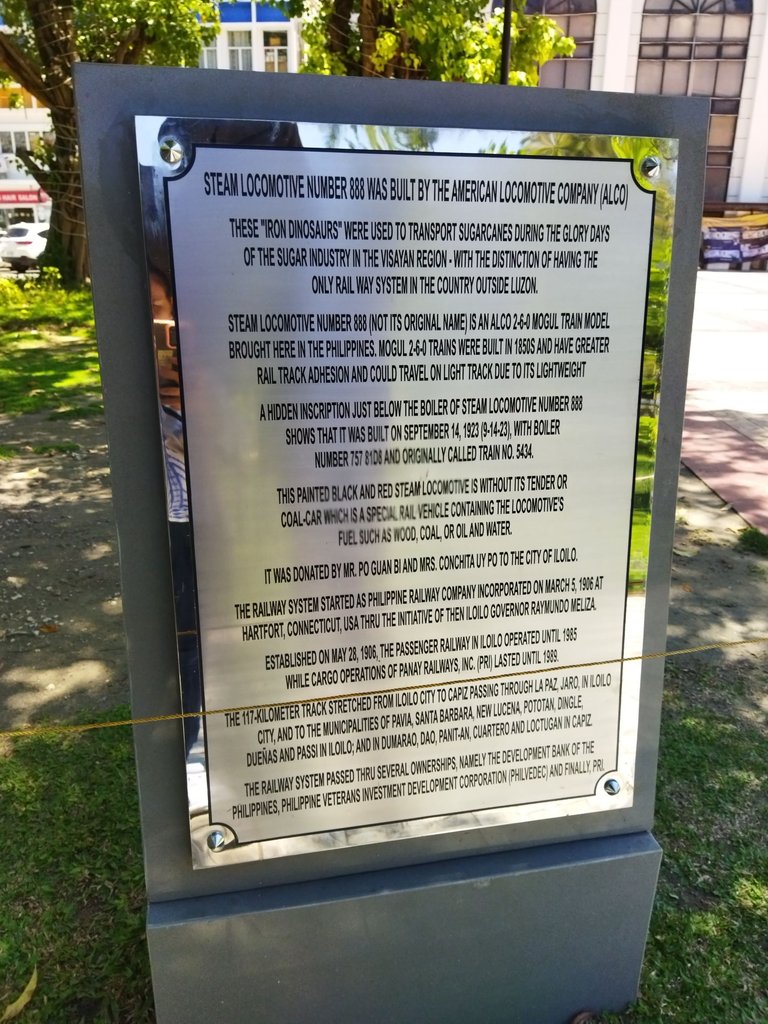 STEAM LOCOMOTIVE NUMBER 888 WAS BUILT BY THE AMERICAN LOCOMOTIVE COMPANY (ALCO)
THESE "IRON DINOSAURS" WERE USED TO TRANSPORT SUGARCANES DURING THE GLORY DAYS
OF THE SUGAR INDUSTRY IN THE VISAYAN REGION - WITH THE DISTINCTION OF HAVING THE
ONLY RAIL WAY SYSTEM IN THE COUNTRY OUTSIDE LUZON.
STEAM LOCOMOTIVE NUMBER 888 (NOT ITS ORIGINAL NAME) IS AN ALCO 2-6-0 MOGUL TRAIN MODEL
BROUGHT HERE IN THE PHILIPPINES. MOGUL 2-6-0 TRAINS WERE BUILT IN 1850S AND HAVE GREATER
RAIL TRACK ADHESION AND COULD TRAVEL ON LIGHT TRACK DUE TO ITS LIGHTWEIGHT
A HIDDEN INSCRIPTION JUST BELOW THE BOILER OF STEAM LOCOMOTIVE NUMBER 888
SHOWS THAT IT WAS BUILT ON SEPTEMBER 14, 1923 (9-14-23), WITH BOILER
NUMBER 757 81D8 AND ORIGINALLY CALLED TRAIN NO. 5434.
THIS PAINTED BLACK AND RED STEAM LOCOMOTIVE IS WITHOUT ITS TENDER OR
COAL-CAR WHICH IS A SPECIAL RAIL VEHICLE CONTAINING THE LOCOMOTIVE'S
FUEL SUCH AS WOOD, COAL, OR OIL AND WATER.
IT WAS DONATED BY MR. PO GUAN BI AND MRS. CONCHITA UY PO TO THE CITY OF ILOILO.
THE RAILWAY SYSTEM STARTED AS PHILIPPINE RAILWAY COMPANY INCORPORATED ON MARCH 5, 1906 AT
HARTFORT, CONNECTICUT, USA THRU THE INITIATIVE OF THEN ILOILO GOVERNOR RAYMUNDO MELIZA.
ESTABLISHED ON MAY 28, 1906, THE PASSENGER RAILWAY IN ILOILO OPERATED UNTIL 1985
WHILE CARGO OPERATIONS OF PANAY RAILWAYS, INC. (PRI) LASTED UNTIL 1989.
THE 117-KILOMETER TRACK STRETCHED FROM ILOILO CITY TO CAPIZ PASSING THROUGH LA PAZ, JARO, IN ILOILO
CITY, AND TO THE MUNICIPALITIES OF PAVIA, SANTA BARBARA, NEW LUCENA, POTOTAN, DINGLE,
DUEÑAS AND PASSI IN ILOILO; AND IN DUMARAO, DAO, PANIT-AN, CUARTERO AND LOCTUGAN IN CAPIZ.
THE RAILWAY SYSTEM PASSED THRU SEVERAL OWNERSHIPS, NAMELY THE DEVELOPMENT BANK OF THE
PHILIPPINES, PHILIPPINE VETERANS INVESTMENT DEVELOPMENT CORPORATION (PHILVEDEC) AND FINALLY, PRI.
HAIR SALON